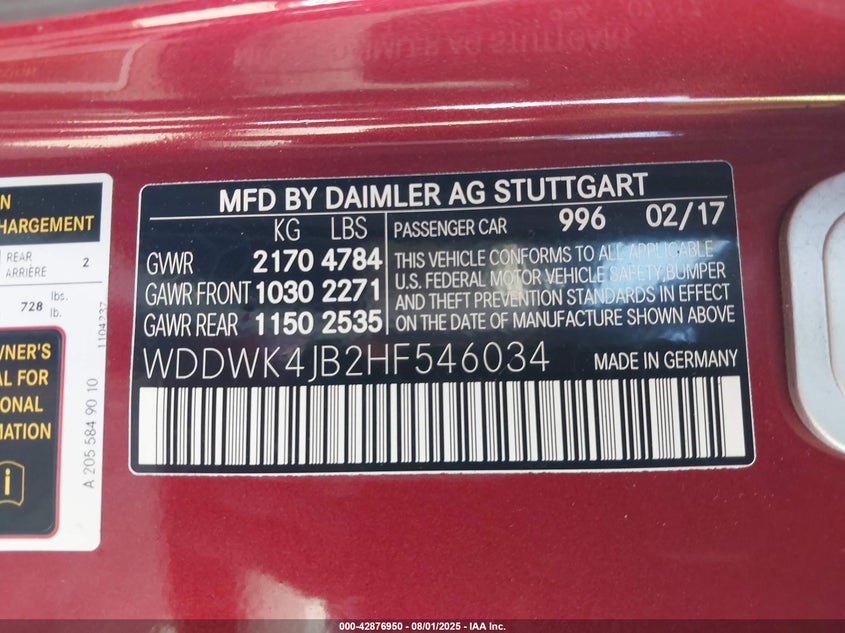 MFD BY DAIMLER AG STUTTGART
KG LBS
GVWR 2170 4784
GAWR FRONT 1030 2271
GAWR REAR 1150 2535
PASSENGER CAR 996 02/17
THIS VEHICLE CONFORMS TO ALL APPLICABLE
U.S. FEDERAL MOTOR VEHICLE SAFETY,BUMPER
AND THEFT PREVENTION STANDARDS IN EFFECT
ON THE DATE OF MANUFACTURE SHOWN ABOVE
WDDWK4JB2HF546034 MADE IN GERMANY
HARGEMENT
REAR
ARRIÈRE 2
728 lbs.
lb.
1104237
WNER'S
AL FOR
ONAL
MATION
i
A 205 584 90 10
000-42876950 - 08/01/2025 - IAA Inc.